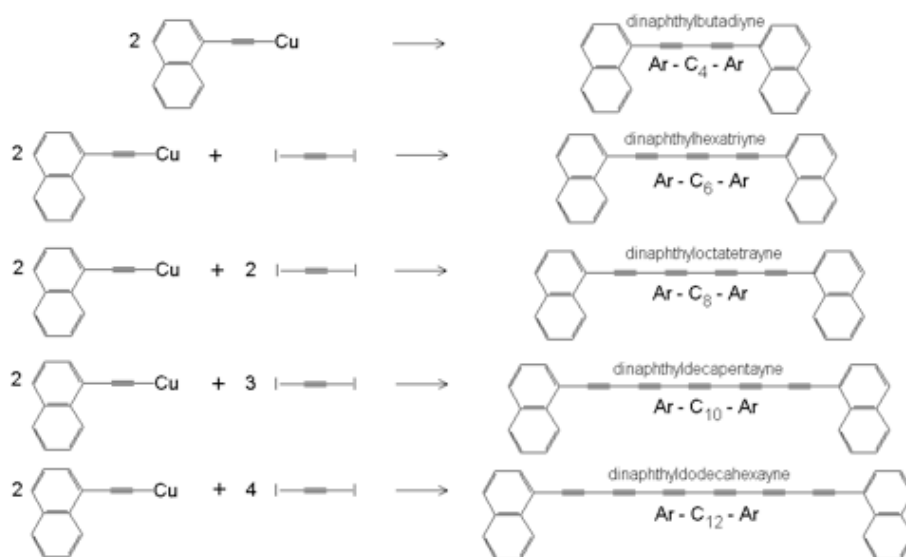 2 Cu dinaphthylbutadiyne
Ar - C4 - Ar
2 Cu + I I dinaphthylhexatriyne
Ar - C6 - Ar
2 Cu + 2 I I dinaphthyloctatetrayne
Ar - C8 - Ar
2 Cu + 3 I I dinaphthyldecapentayne
Ar - C10 - Ar
2 Cu + 4 I I dinaphthyldodecahexayne
Ar - C12 - Ar